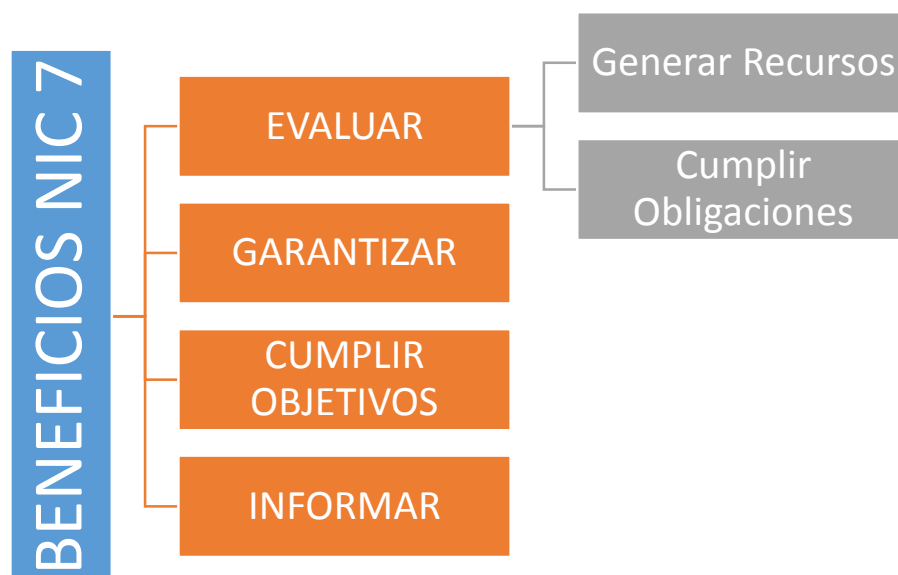 BENEFICIOS NIC 7
EVALUAR
Generar Recursos
Cumplir
Obligaciones
GARANTIZAR
CUMPLIR
OBJETIVOS
INFORMAR